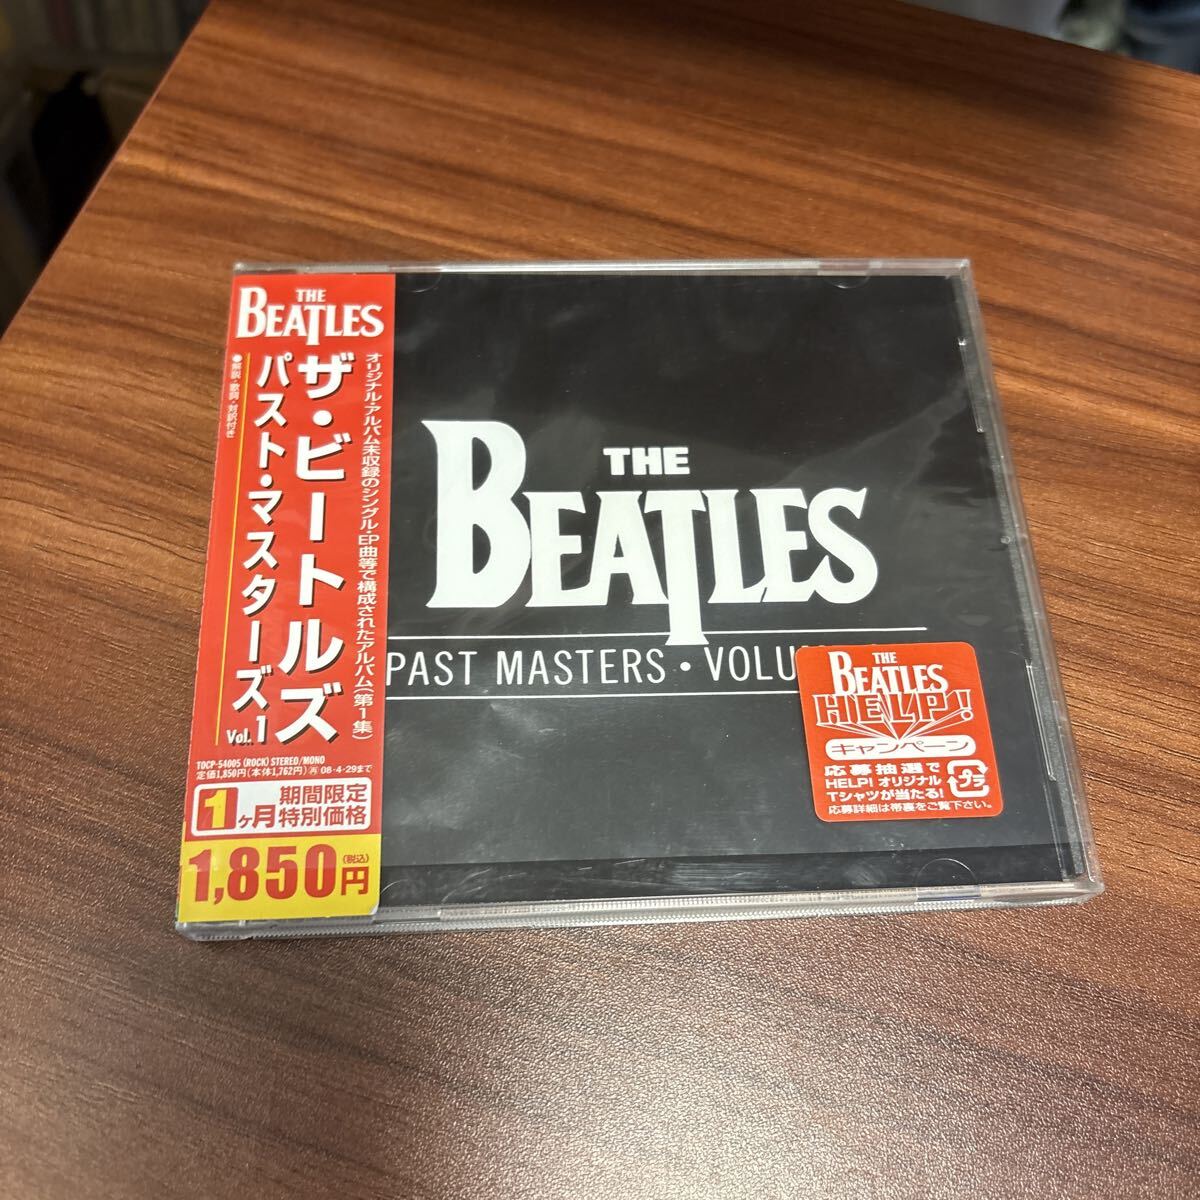 THE
BEATLES
ザ・ビートルズ
パスト・マスターズ Vol.1
●解説・歌詞・対訳付き
オリジナル・アルバム未収録のシングル・EP曲等で構成されたアルバム(第1集)
TOCP-54005 (ROCK) STEREO/MONO
定価1,850円(本体1,762円) 再 08・4・29まで
1ヶ月 期間限定
特別価格
1,850円(税込)
THE
BEATLES
PAST MASTERS・VOLU
THE
BEATLES
HELP!
キャンペーン
応募抽選で
HELP! オリジナル
Tシャツが当たる!
プラ
応募詳細は帯裏をご覧下さい。